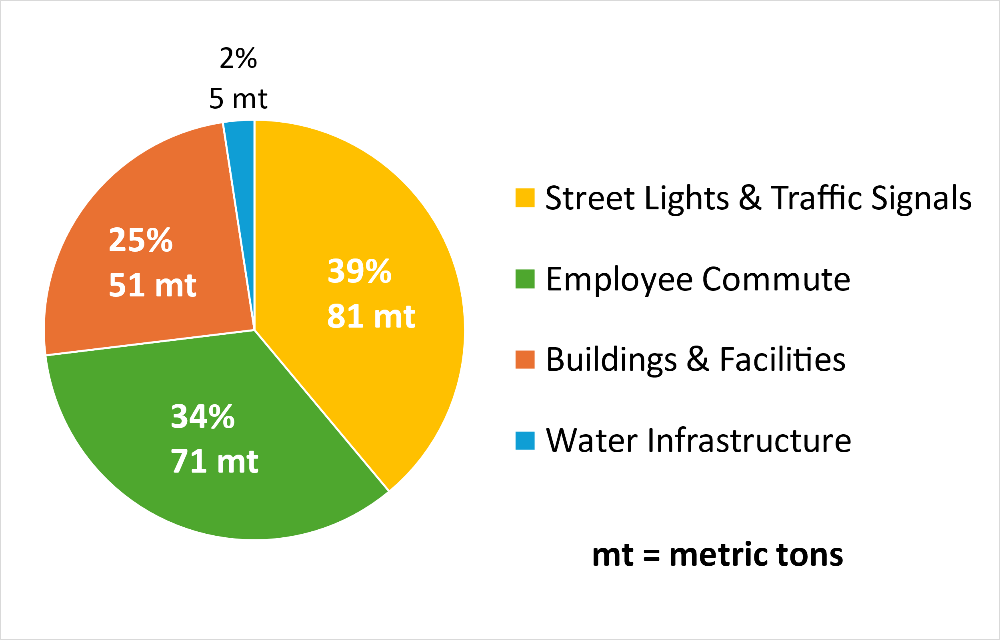 2%
5 mt
25%
51 mt
39%
81 mt
34%
71 mt
Street Lights & Traffic Signals
Employee Commute
Buildings & Facilities
Water Infrastructure
mt = metric tons